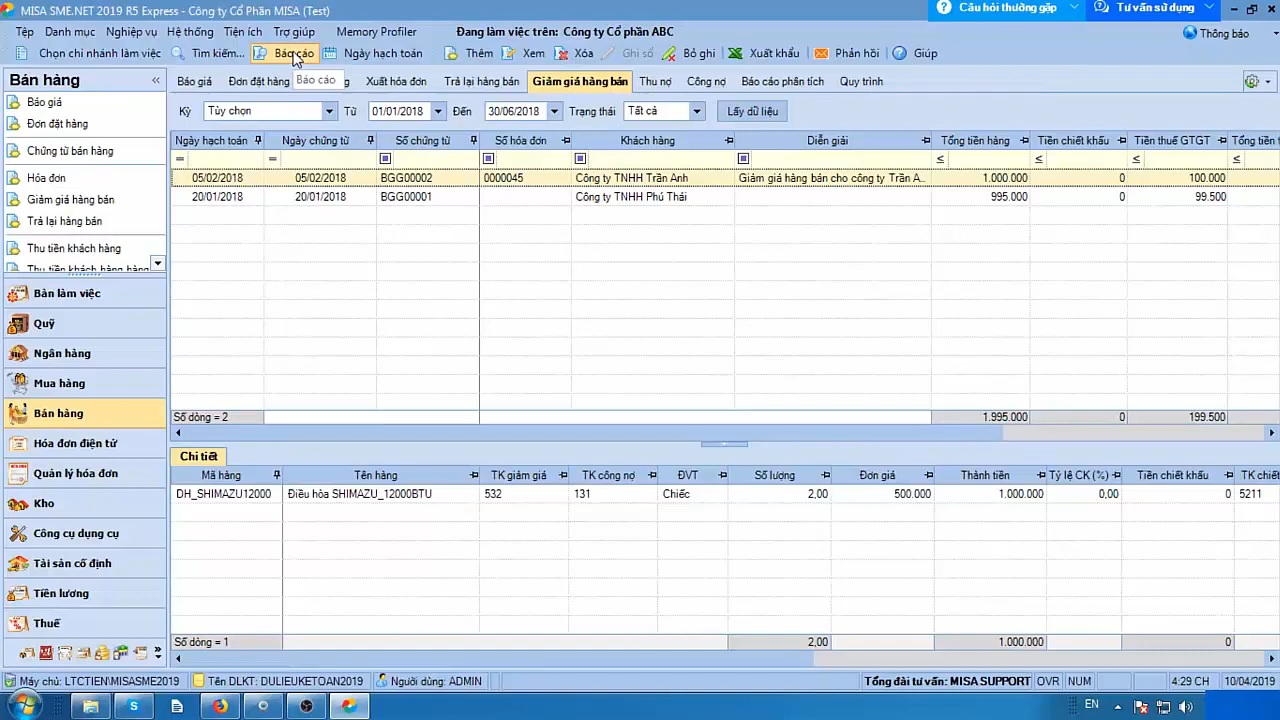 MISA SME.NET 2019 R5 Express - Công ty Cổ Phần MISA (Test)
Câu hỏi thường gặp
Tư vấn sử dụng
Tệp Danh mục Nghiệp vụ Hệ thống Tiện ích Trợ giúp Memory Profiler Đang làm việc trên: Công ty Cổ phần ABC
Thông báo
Chọn chi nhánh làm việc Tìm kiếm... Báo cáo Ngày hạch toán Thêm Xem Xóa Ghi sổ Bỏ ghi Xuất khẩu Phản hồi Giúp
Bán hàng «
Báo giá Đơn đặt hàng Báo cáo Xuất hóa đơn Trả lại hàng bán Giảm giá hàng bán Thu nợ Công nợ Báo cáo phân tích Quy trình
Kỳ Tùy chọn Từ 01/01/2018 Đến 30/06/2018 Trạng thái Tất cả Lấy dữ liệu
Báo giá
Đơn đặt hàng
Chứng từ bán hàng
Hóa đơn
Giảm giá hàng bán
Trả lại hàng bán
Thu tiền khách hàng
Thu tiền khách hàng hàng
Ngày hạch toán Ngày chứng từ Số chứng từ Số hóa đơn Khách hàng Diễn giải Tổng tiền hàng Tiền chiết khấu Tiền thuế GTGT Tổng tiền t
= = ≤ ≤ ≤ ≤
05/02/2018 05/02/2018 BGG00002 0000045 Công ty TNHH Trần Anh Giảm giá hàng bán cho công ty Trần A... 1.000.000 0 100.000
20/01/2018 20/01/2018 BGG00001 Công ty TNHH Phú Thái 995.000 0 99.500
Số dòng = 2 1.995.000 0 199.500
Bàn làm việc
Quỹ
Ngân hàng
Mua hàng
Bán hàng
Hóa đơn điện tử
Quản lý hóa đơn
Kho
Công cụ dụng cụ
Tài sản cố định
Tiền lương
Thuế
Chi tiết
Mã hàng Tên hàng TK giảm giá TK công nợ ĐVT Số lượng Đơn giá Thành tiền Tỷ lệ CK (%) Tiền chiết khấu TK chiết
DH_SHIMAZU12000 Điều hòa SHIMAZU_12000BTU 532 131 Chiếc 2,00 500.000 1.000.000 0,00 0 5211
Số dòng = 1 2,00 1.000.000 0
Máy chủ: LTCTIEN\MISASME2019 Tên DLKT: DULIEUKETOAN2019 Người dùng: ADMIN Tổng đài tư vấn: MISA SUPPORT OVR NUM 4:29 CH 10/04/2019
EN